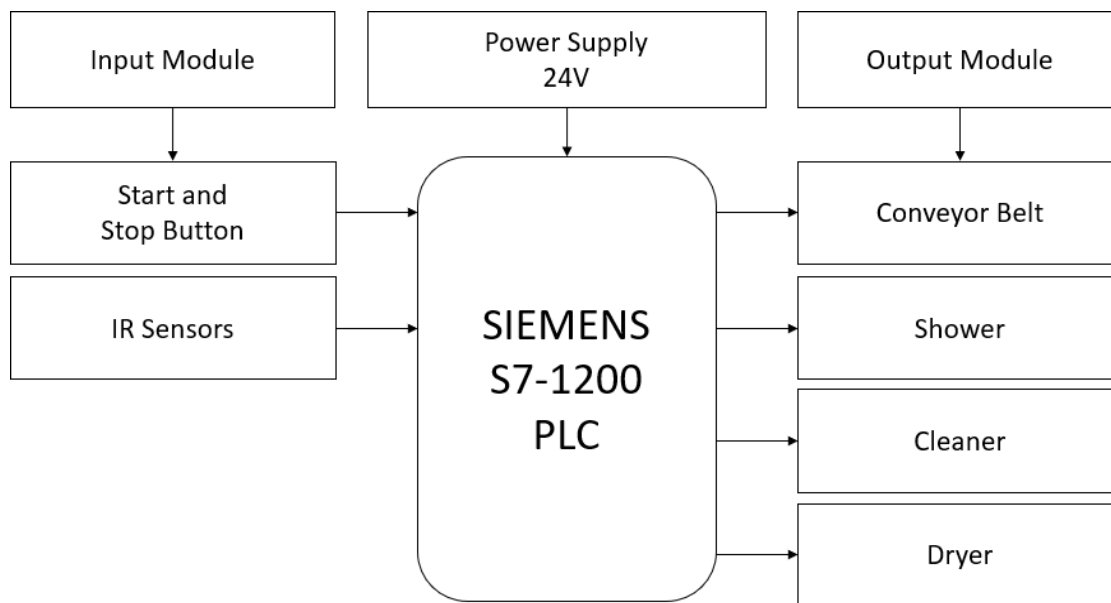 Input Module
Power Supply
24V
Output Module
Start and
Stop Button
IR Sensors
SIEMENS
S7-1200
PLC
Conveyor Belt
Shower
Cleaner
Dryer